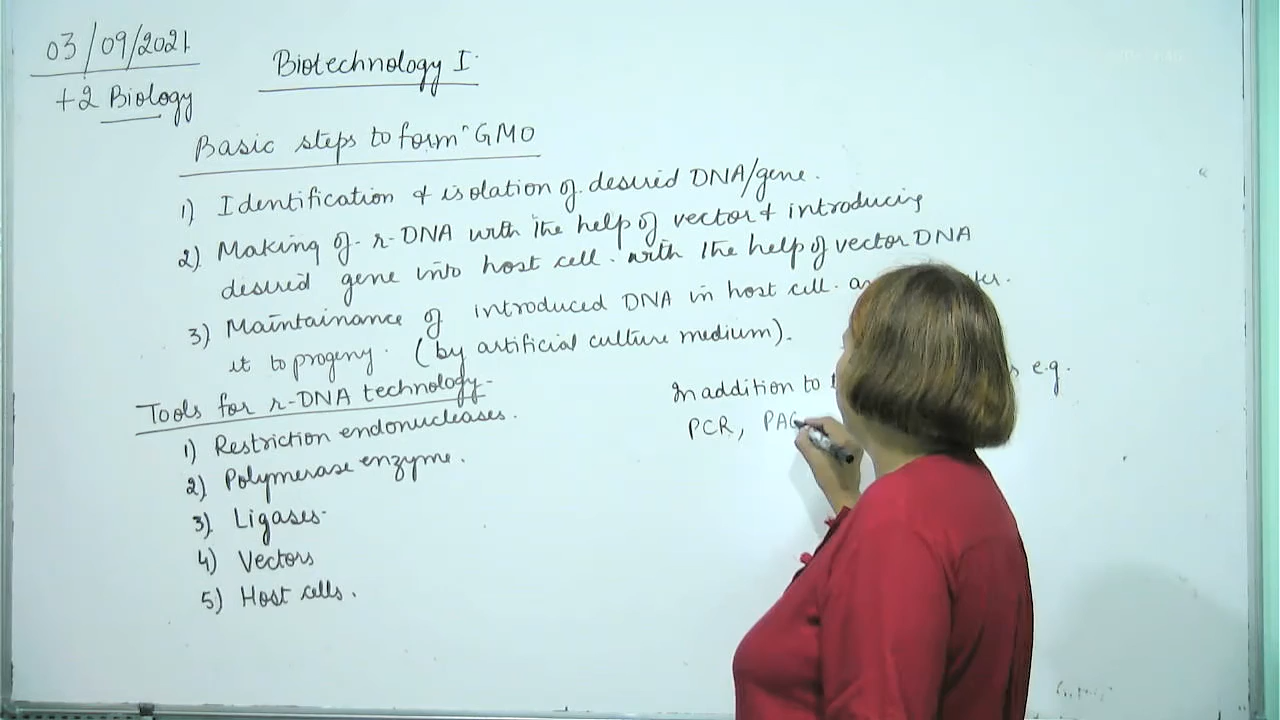 03/09/2021
+2 Biology
Biotechnology I
Basic steps to form GMO
1) Identification & isolation of desired DNA/gene.
2) Making of r-DNA with the help of vector & introducing
desired gene into host cell. with the help of vector DNA
3) Maintainance of introduced DNA in host cell.
it to progeny. (by artificial culture medium).
Tools for r-DNA technology-
1) Restriction endonucleases.
2) Polymerase enzyme.
3) Ligases-
4) Vectors
5) Host cells.
In addition to e.g.
PCR, PAG